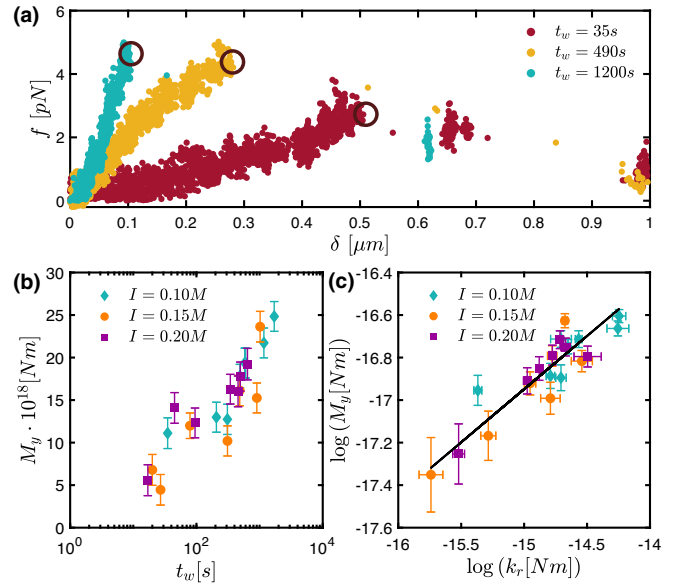 (a)
f [pN]
6
4
2
0
t_w = 35s
t_w = 490s
t_w = 1200s
0 0.1 0.2 0.3 0.4 0.5 0.6 0.7 0.8 0.9 1
δ [μm]
(b)
M_y · 10^18 [Nm]
30
25
20
15
10
5
0
I = 0.10M
I = 0.15M
I = 0.20M
10^0 10^2 10^4
t_w [s]
(c)
log (M_y [Nm])
-16.4
-16.6
-16.8
-17
-17.2
-17.4
-17.6
I = 0.10M
I = 0.15M
I = 0.20M
-16 -15.5 -15 -14.5 -14
log (k_r [Nm])